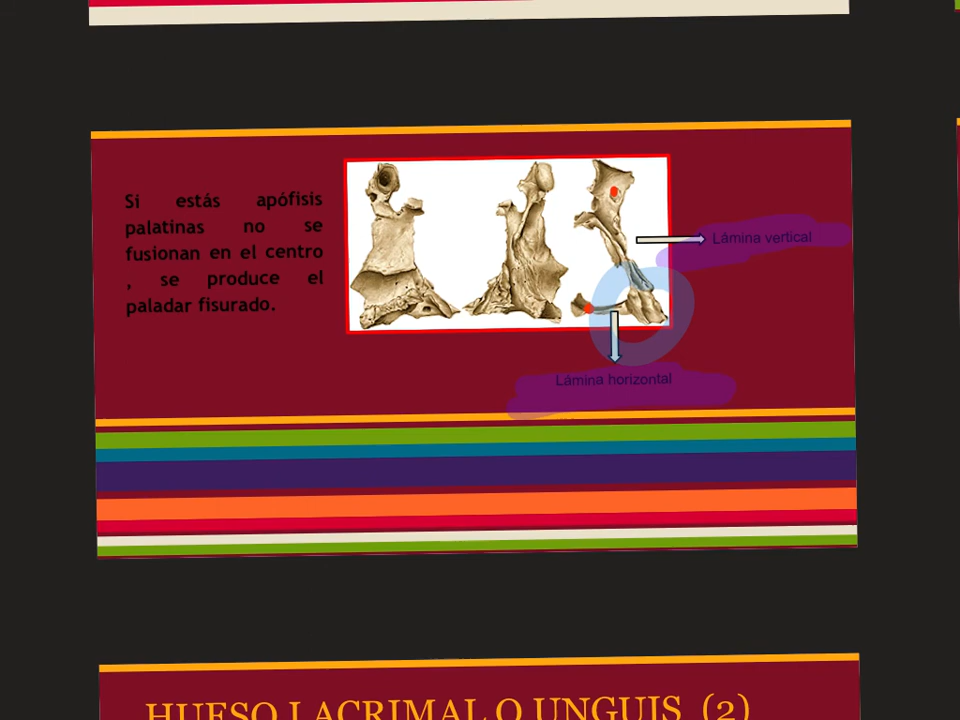 Si estás apófisis
palatinas no se
fusionan en el centro
, se produce el
paladar fisurado.
Lámina vertical
Lámina horizontal
HUESO LACRIMAL O UNGUIS (2)